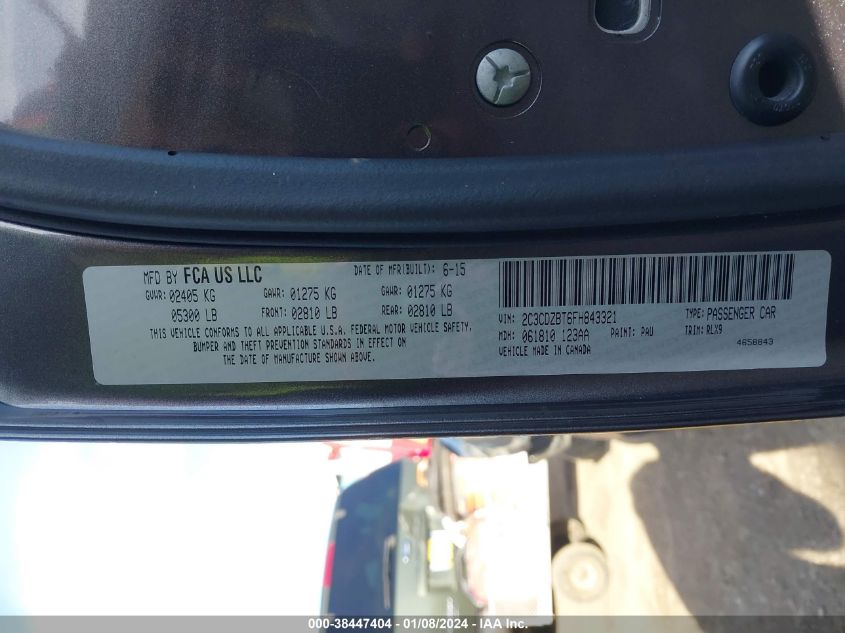 MFD BY FCA US LLC DATE OF MFR(BUILT): 6-15
GVWR: 02405 KG GAWR: 01275 KG GAWR: 01275 KG
05300 LB FRONT: 02810 LB REAR: 02810 LB
THIS VEHICLE CONFORMS TO ALL APPLICABLE U.S.A. FEDERAL MOTOR VEHICLE SAFETY,
BUMPER AND THEFT PREVENTION STANDARDS IN EFFECT ON
THE DATE OF MANUFACTURE SHOWN ABOVE.
VIN: 2C3CDZBT6FH843321 TYPE: PASSENGER CAR
MDH: 061810 123AA PAINT: PAU TRIM: RLX9
VEHICLE MADE IN CANADA 4658843
000-38447404 - 01/08/2024 - IAA Inc.